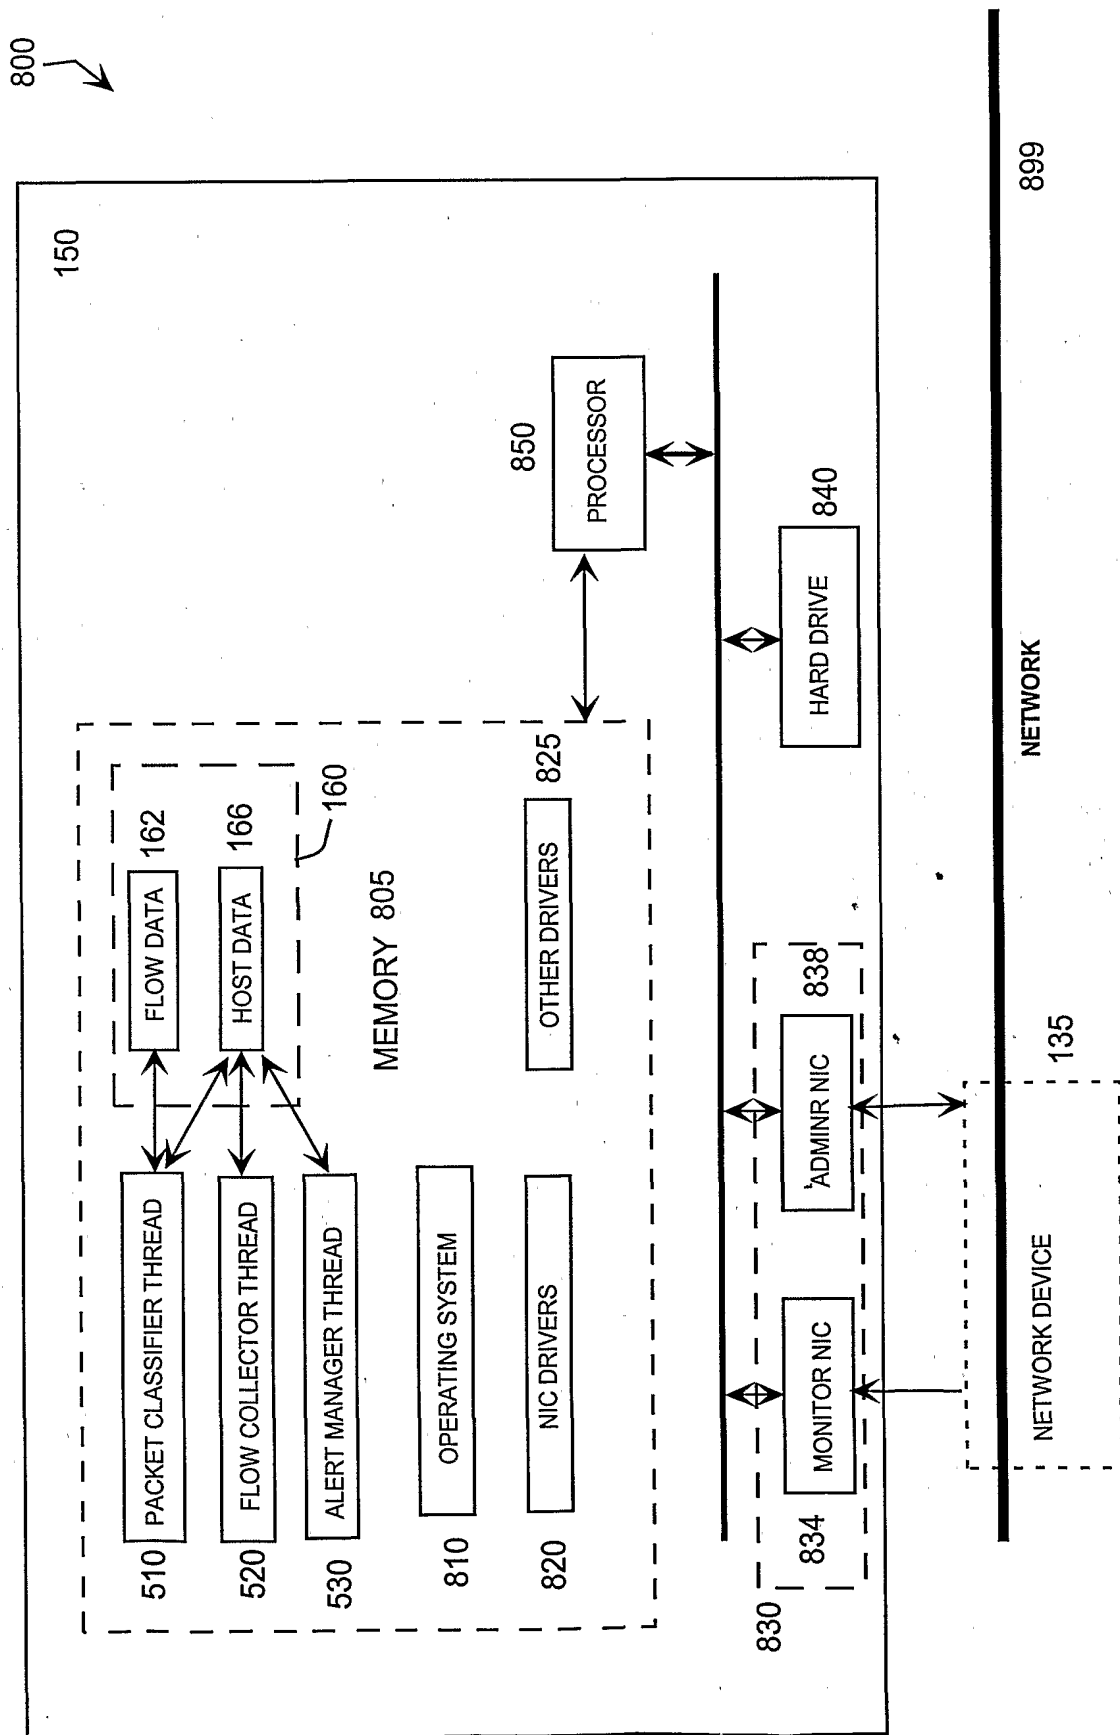 800
150
510 PACKET CLASSIFIER THREAD
FLOW DATA 162
520 FLOW COLLECTOR THREAD
HOST DATA 166
530 ALERT MANAGER THREAD
160
MEMORY 805
810 OPERATING SYSTEM
820 NIC DRIVERS
OTHER DRIVERS 825
850
PROCESSOR
830
834 MONITOR NIC
ADMINR NIC 838
HARD DRIVE 840
NETWORK DEVICE 135
NETWORK
899